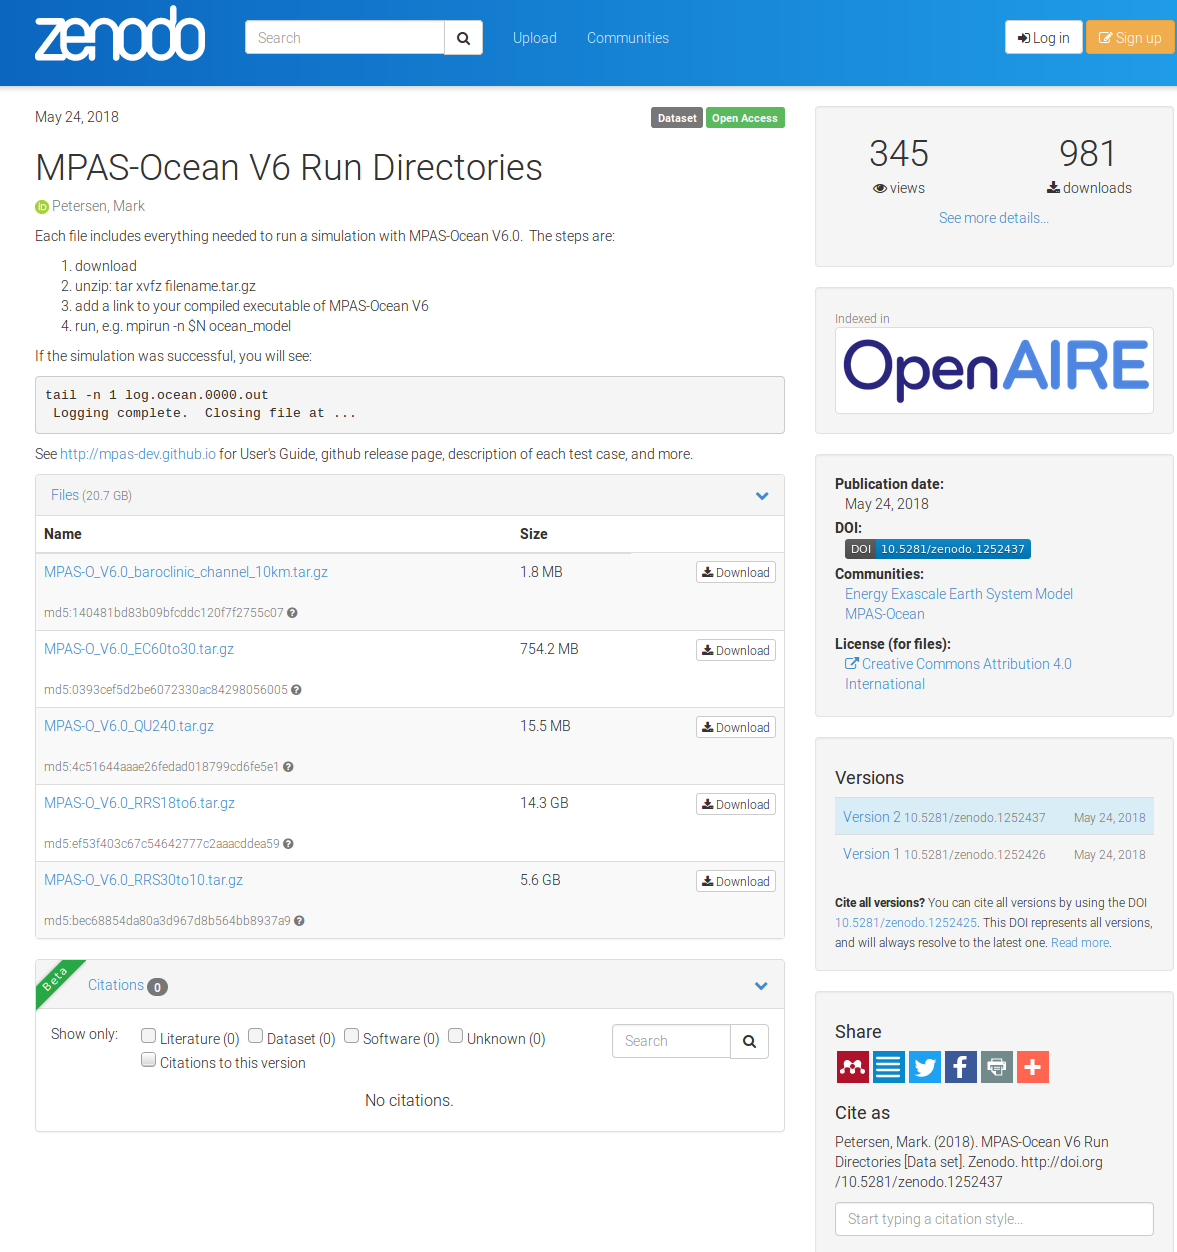 zenodo
Search
Upload
Communities
Log in
Sign up
May 24, 2018
Dataset
Open Access
MPAS-Ocean V6 Run Directories
iD Petersen, Mark
Each file includes everything needed to run a simulation with MPAS-Ocean V6.0.  The steps are:
1. download
2. unzip: tar xvfz filename.tar.gz
3. add a link to your compiled executable of MPAS-Ocean V6
4. run, e.g. mpirun -n $N ocean_model
If the simulation was successful, you will see:
tail -n 1 log.ocean.0000.out
Logging complete.  Closing file at ...
See http://mpas-dev.github.io for User's Guide, github release page, description of each test case, and more.
Files (20.7 GB)
Name Size
MPAS-O_V6.0_baroclinic_channel_10km.tar.gz 1.8 MB Download
md5:140481bd83b09bfcddc120f7f2755c07 ?
MPAS-O_V6.0_EC60to30.tar.gz 754.2 MB Download
md5:0393cef5d2be6072330ac84298056005 ?
MPAS-O_V6.0_QU240.tar.gz 15.5 MB Download
md5:4c51644aaae26fedad018799cd6fe5e1 ?
MPAS-O_V6.0_RRS18to6.tar.gz 14.3 GB Download
md5:ef53f403c67c54642777c2aaacddea59 ?
MPAS-O_V6.0_RRS30to10.tar.gz 5.6 GB Download
md5:bec68854da80a3d967d8b564bb8937a9 ?
Beta
Citations 0
Show only: Literature (0) Dataset (0) Software (0) Unknown (0)
Citations to this version
Search
No citations.
345
views
981
downloads
See more details...
Indexed in
OpenAIRE
Publication date:
May 24, 2018
DOI:
DOI 10.5281/zenodo.1252437
Communities:
Energy Exascale Earth System Model
MPAS-Ocean
License (for files):
Creative Commons Attribution 4.0
International
Versions
Version 2 10.5281/zenodo.1252437 May 24, 2018
Version 1 10.5281/zenodo.1252426 May 24, 2018
Cite all versions? You can cite all versions by using the DOI
10.5281/zenodo.1252425. This DOI represents all versions,
and will always resolve to the latest one. Read more.
Share
Cite as
Petersen, Mark. (2018). MPAS-Ocean V6 Run
Directories [Data set]. Zenodo. http://doi.org
/10.5281/zenodo.1252437
Start typing a citation style...